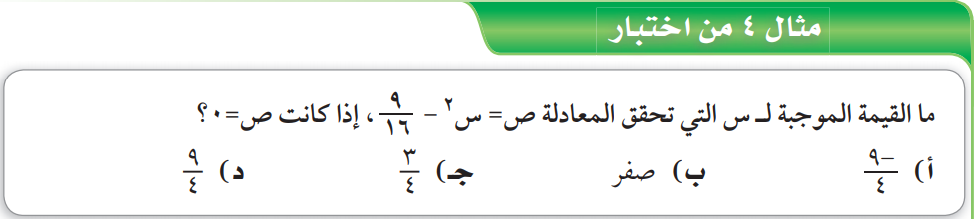 مثال ٤ من اختبار
ما القيمة الموجبة لـ س التي تحقق المعادلة ص= س٢ – ٩/١٦ ، إذا كانت ص=٠؟
أ) –٩/٤ ب) صفر جـ) ٣/٤ د) ٩/٤